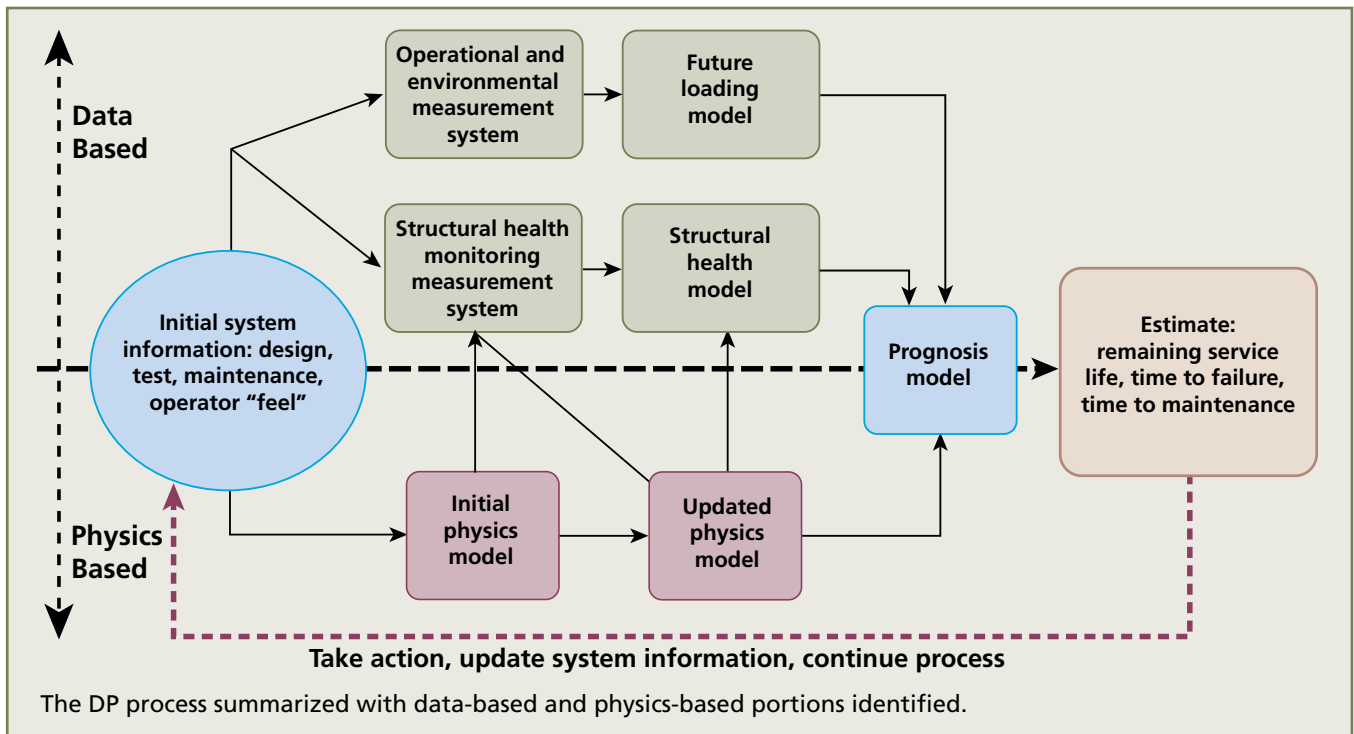 Data
Based
Operational and
environmental
measurement
system
Future
loading
model
Structural health
monitoring
measurement
system
Structural
health
model
Initial system
information: design,
test, maintenance,
operator “feel”
Prognosis
model
Estimate:
remaining service
life, time to failure,
time to maintenance
Physics
Based
Initial
physics
model
Updated
physics
model
Take action, update system information, continue process
The DP process summarized with data-based and physics-based portions identified.